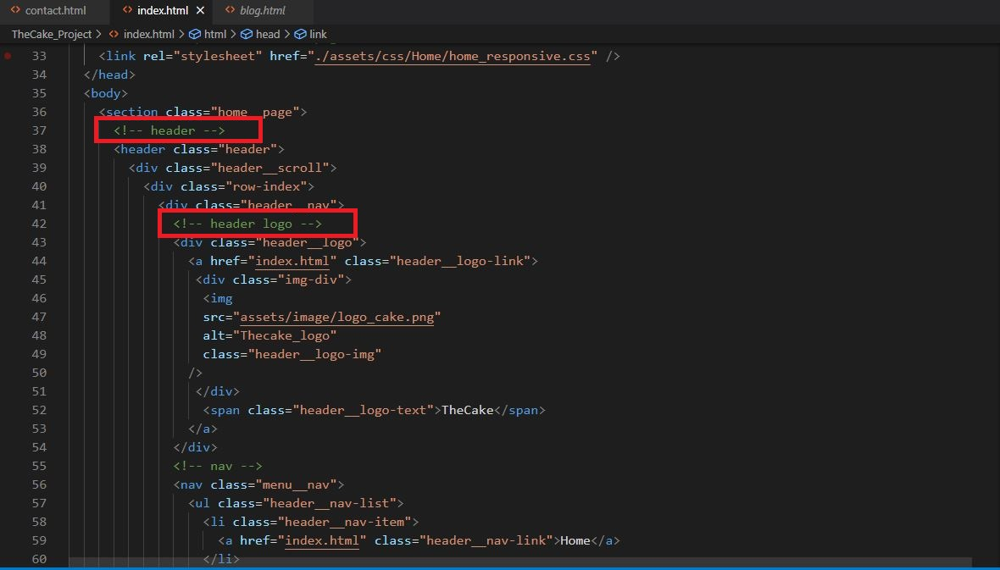 contact.html index.html × blog.html
TheCake_Project > index.html > html > head > link
33 <link rel="stylesheet" href="./assets/css/Home/home_responsive.css" />
34 </head>
35 <body>
36 <section class="home__page">
37 <!-- header -->
38 <header class="header">
39 <div class="header__scroll">
40 <div class="row-index">
41 <div class="header__nav">
42 <!-- header logo -->
43 <div class="header__logo">
44 <a href="index.html" class="header__logo-link">
45 <div class="img-div">
46 <img
47 src="assets/image/logo_cake.png"
48 alt="Thecake_logo"
49 class="header__logo-img"
50 />
51 </div>
52 <span class="header__logo-text">TheCake</span>
53 </a>
54 </div>
55 <!-- nav -->
56 <nav class="menu__nav">
57 <ul class="header__nav-list">
58 <li class="header__nav-item">
59 <a href="index.html" class="header__nav-link">Home</a>
60 </li>